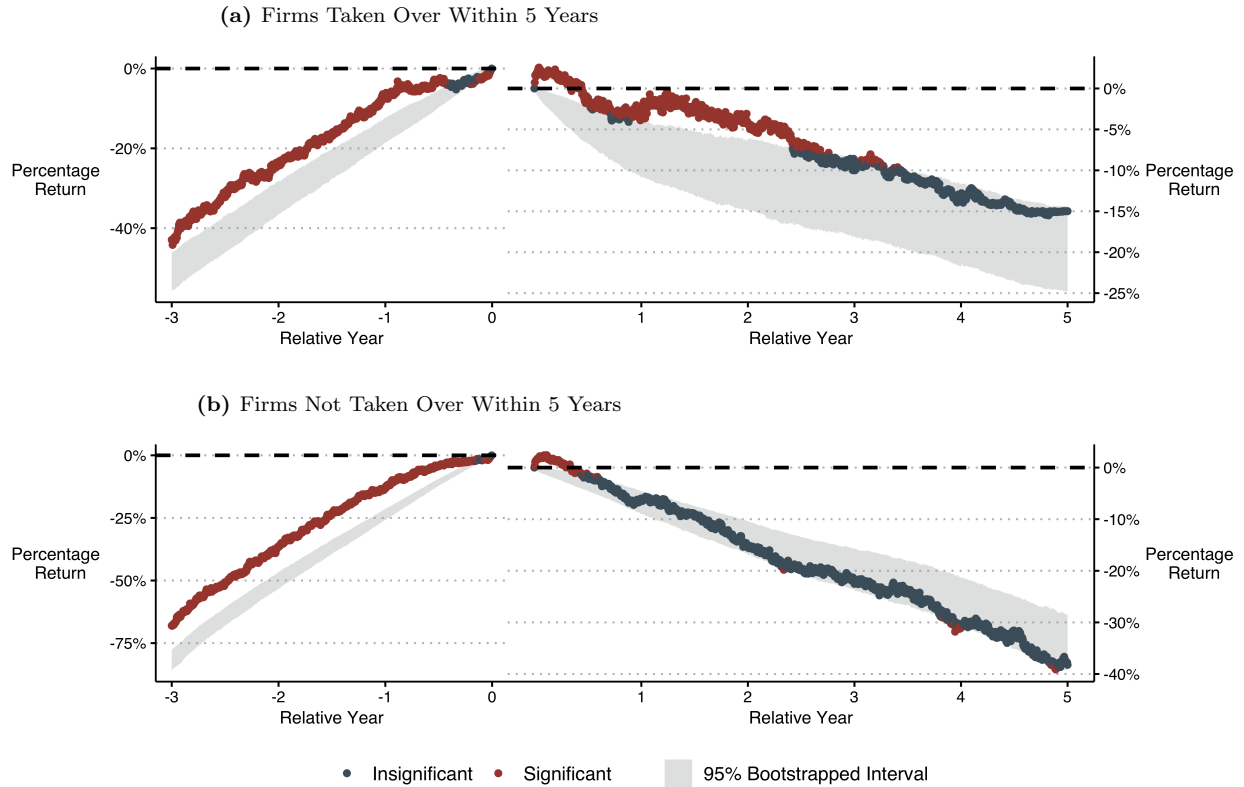 (a) Firms Taken Over Within 5 Years
0%
-20%
-40%
Percentage
Return
-3
-2
-1
0
Relative Year
0%
-5%
-10%
-15%
-20%
-25%
Percentage
Return
1
2
3
4
5
Relative Year
(b) Firms Not Taken Over Within 5 Years
0%
-25%
-50%
-75%
Percentage
Return
-3
-2
-1
0
Relative Year
0%
-10%
-20%
-30%
-40%
Percentage
Return
1
2
3
4
5
Relative Year
Insignificant Significant 95% Bootstrapped Interval